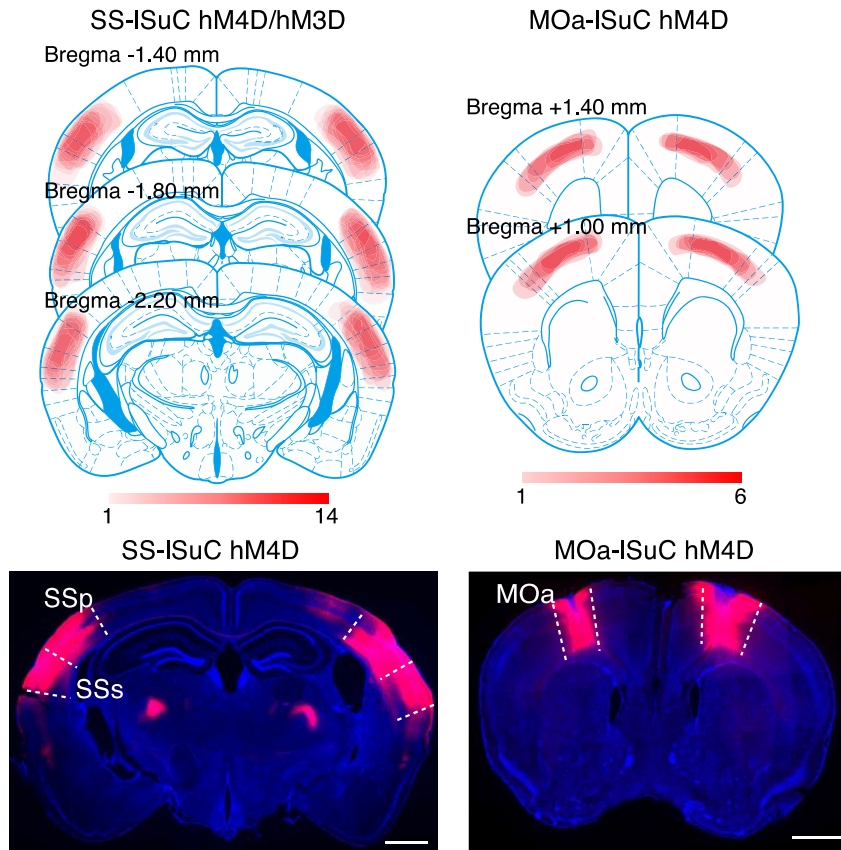 SS-lSuC hM4D/hM3D
Bregma -1.40 mm
Bregma -1.80 mm
Bregma -2.20 mm
1
14
MOa-lSuC hM4D
Bregma +1.40 mm
Bregma +1.00 mm
1
6
SS-lSuC hM4D
SSp
SSs
MOa-lSuC hM4D
MOa